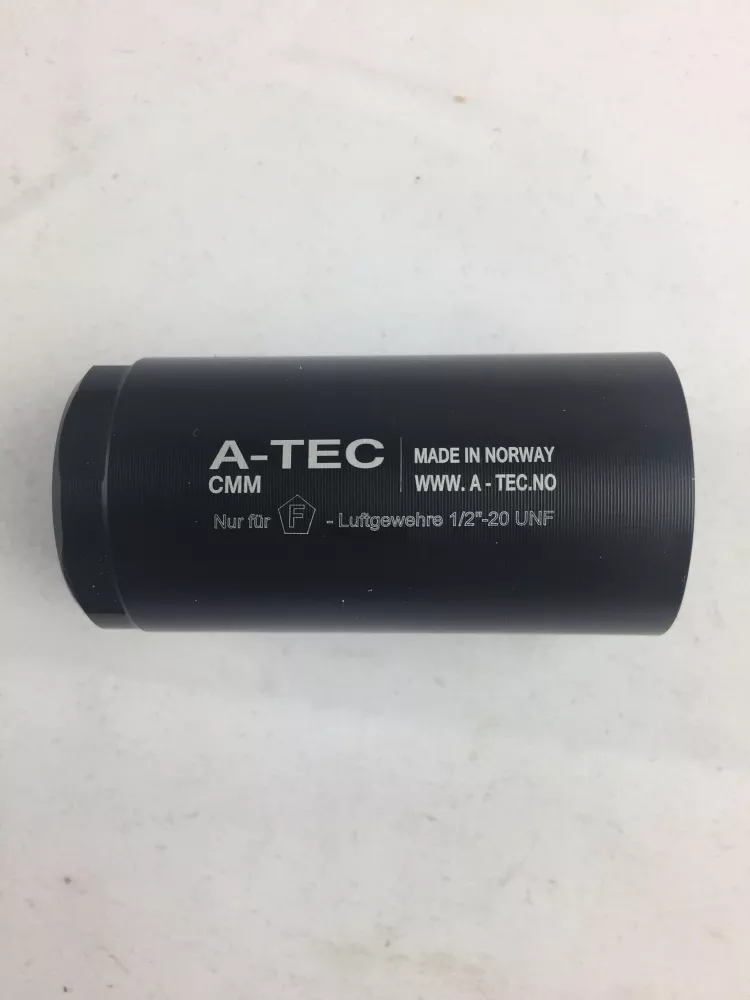 A-TEC
CMM
MADE IN NORWAY
WWW. A - TEC.NO
Nur für F - Luftgewehre 1/2"-20 UNF